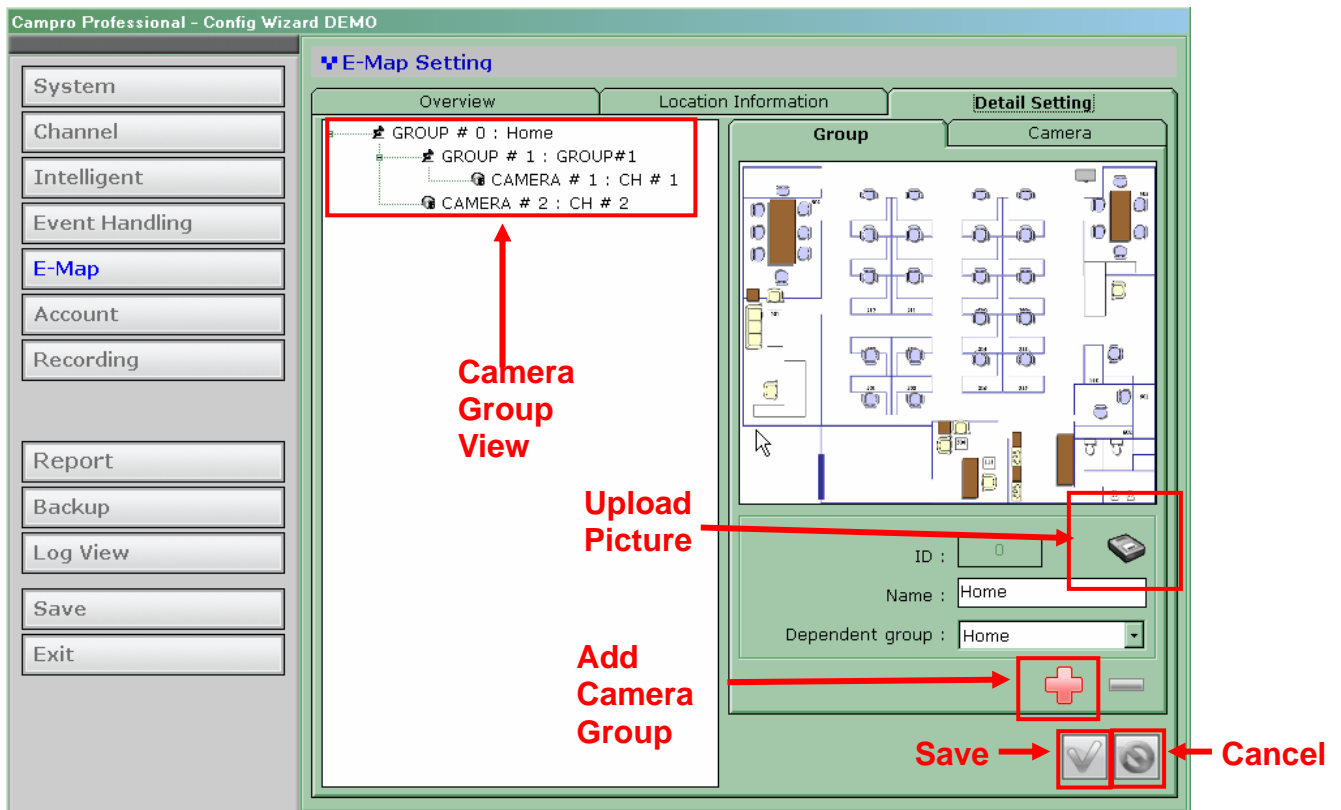 Campro Professional - Config Wizard DEMO
E-Map Setting
System
Channel
Intelligent
Event Handling
E-Map
Account
Recording
Report
Backup
Log View
Save
Exit
Overview
Location Information
Detail Setting
GROUP # 0 : Home
GROUP # 1 : GROUP#1
CAMERA # 1 : CH # 1
CAMERA # 2 : CH # 2
Camera
Group
View
Group
Camera
Upload
Picture
ID :
0
Name :
Home
Dependent group :
Home
Add
Camera
Group
Save
Cancel